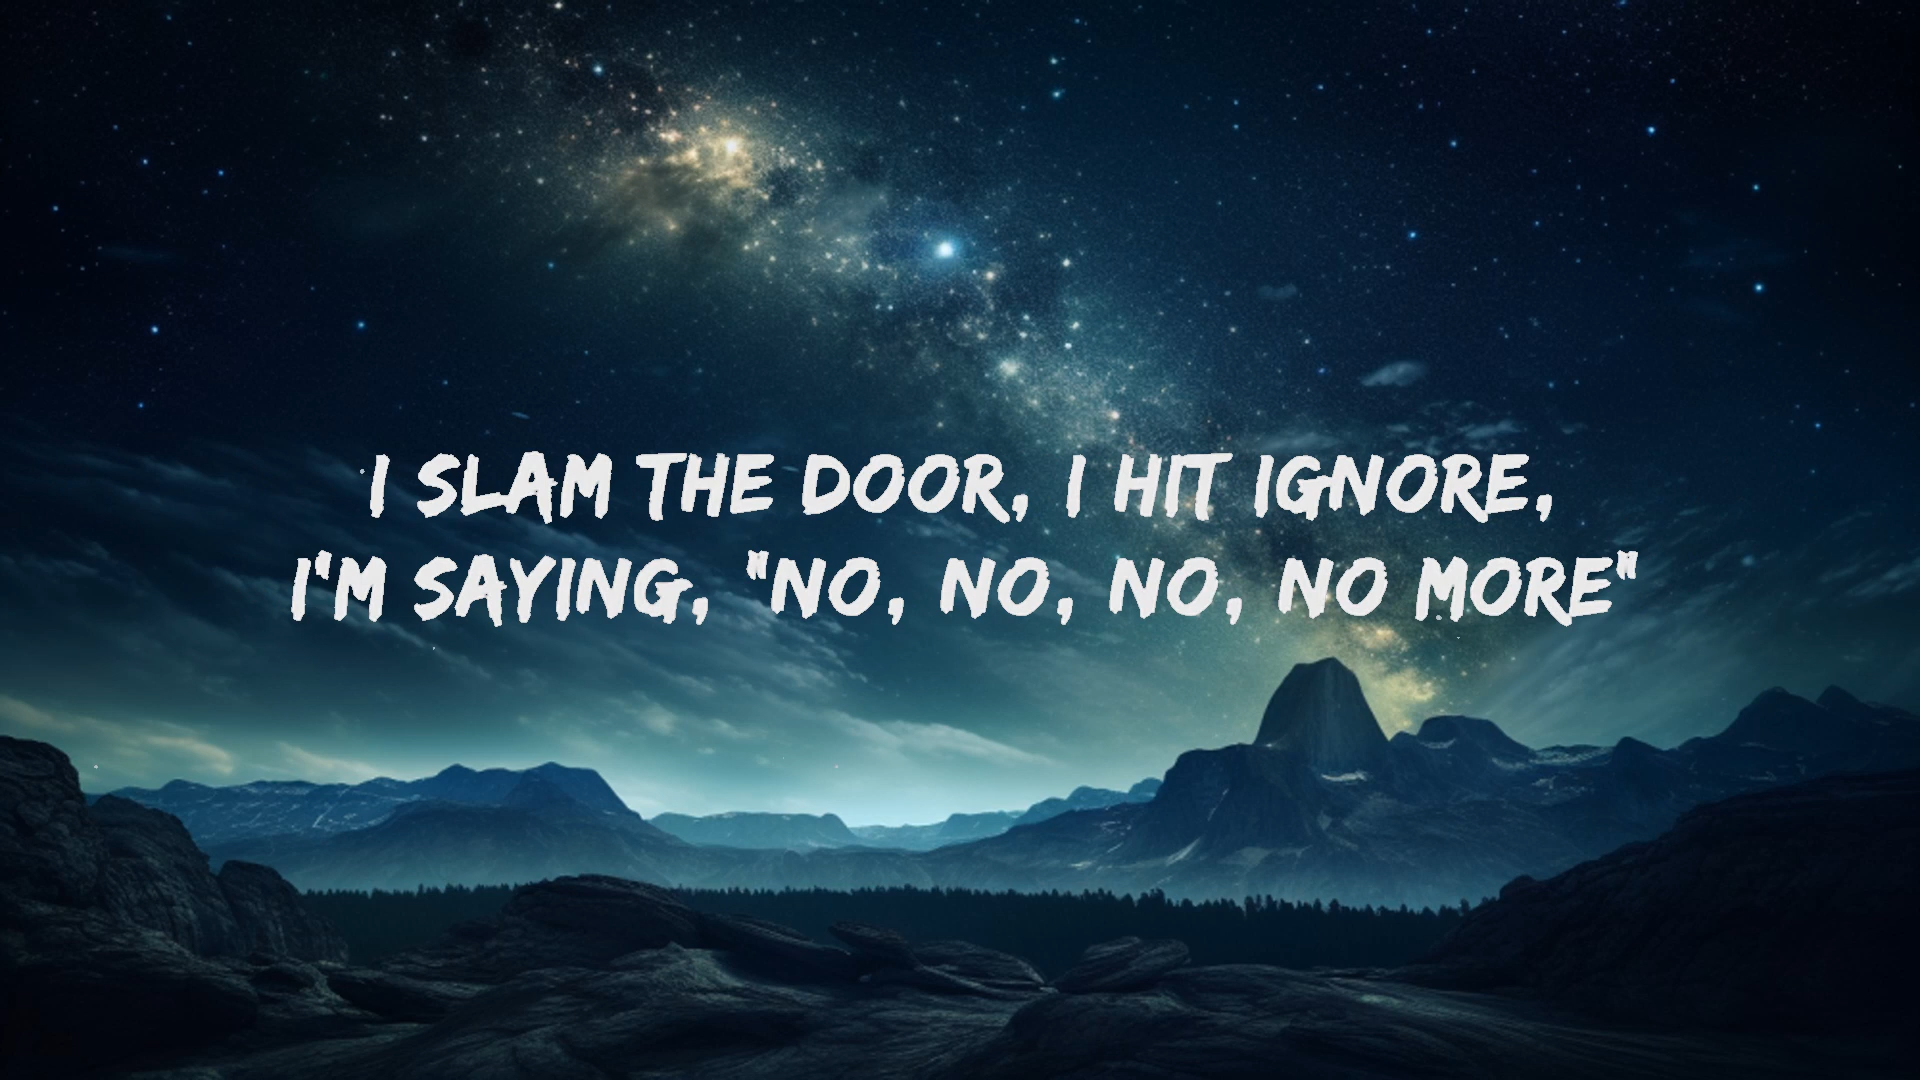 I SLAM THE DOOR, I HIT IGNORE,
I'M SAYING, "NO, NO, NO, NO MORE"